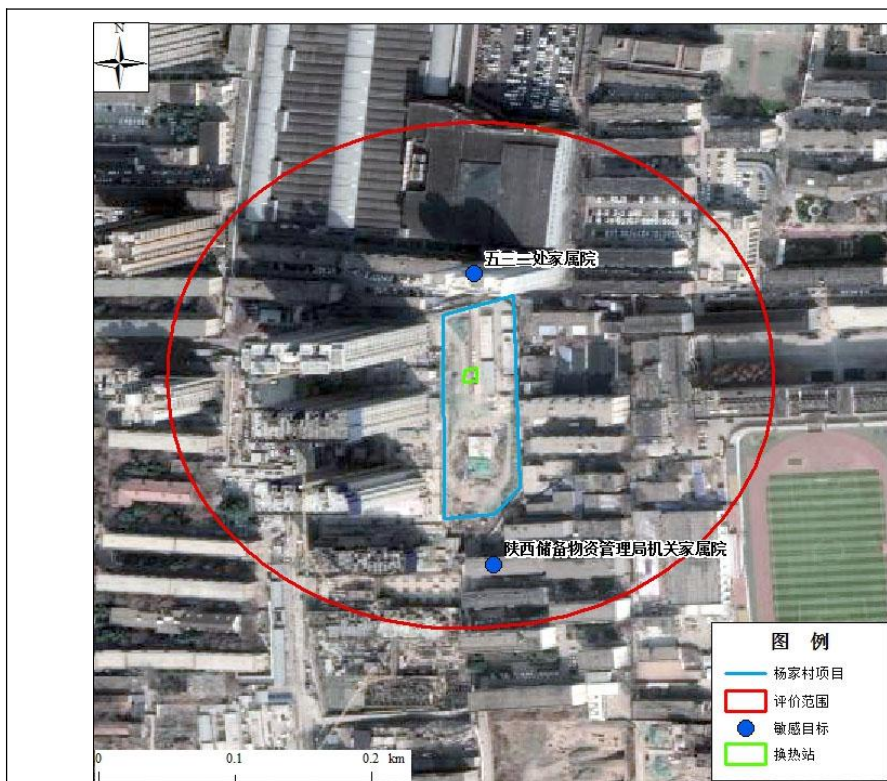 N
五三二处家属院
陕西储备物资管理局机关家属院
图 例
杨家村项目
评价范围
敏感目标
换热站
0 0.1 0.2 km